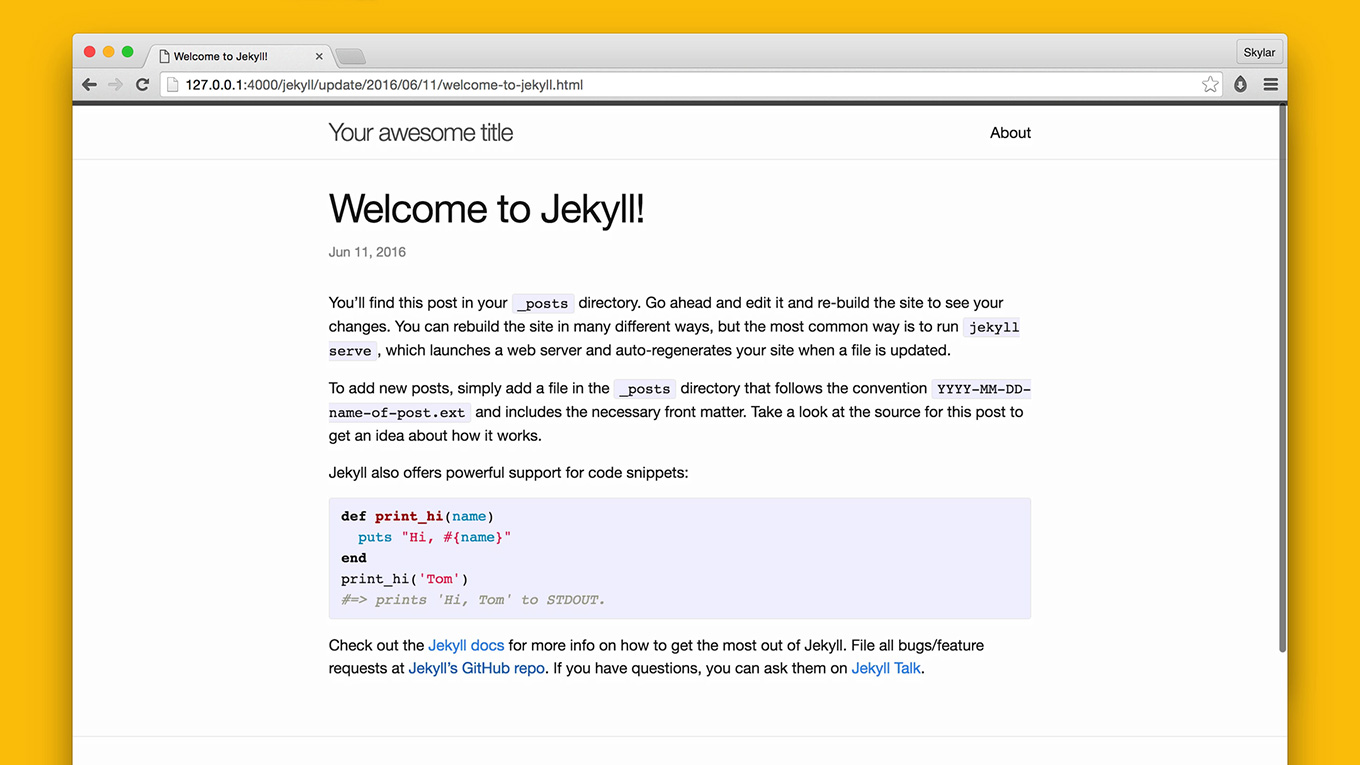 Welcome to Jekyll!
Skylar
127.0.0.1:4000/jekyll/update/2016/06/11/welcome-to-jekyll.html
Your awesome title
About
Welcome to Jekyll!
Jun 11, 2016
You’ll find this post in your _posts directory. Go ahead and edit it and re-build the site to see your
changes. You can rebuild the site in many different ways, but the most common way is to run jekyll
serve , which launches a web server and auto-regenerates your site when a file is updated.
To add new posts, simply add a file in the _posts directory that follows the convention YYYY-MM-DD-
name-of-post.ext and includes the necessary front matter. Take a look at the source for this post to
get an idea about how it works.
Jekyll also offers powerful support for code snippets:
def print_hi(name)
  puts "Hi, #{name}"
end
print_hi('Tom')
#=> prints 'Hi, Tom' to STDOUT.
Check out the Jekyll docs for more info on how to get the most out of Jekyll. File all bugs/feature
requests at Jekyll’s GitHub repo. If you have questions, you can ask them on Jekyll Talk.